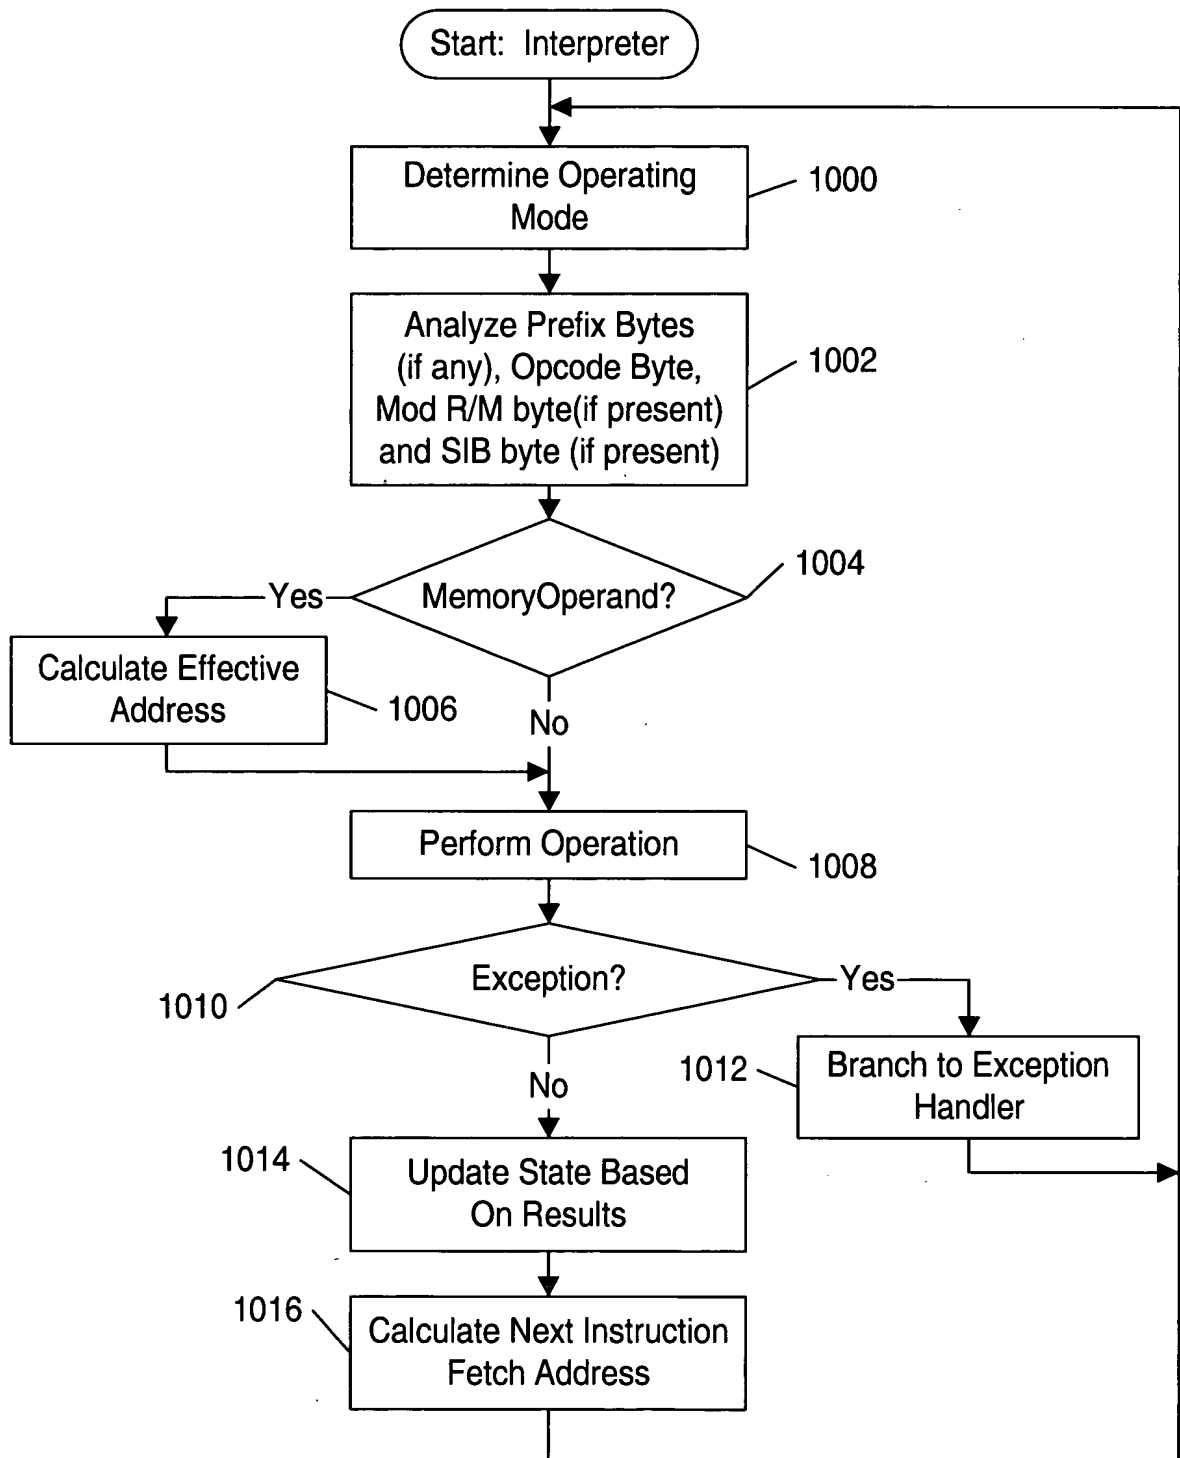 Start: Interpreter
Determine Operating
Mode
1000
Analyze Prefix Bytes
(if any), Opcode Byte,
Mod R/M byte(if present)
and SIB byte (if present)
1002
MemoryOperand?
1004
Yes
Calculate Effective
Address
1006
No
Perform Operation
1008
Exception?
1010
Yes
Branch to Exception
Handler
1012
No
Update State Based
On Results
1014
Calculate Next Instruction
Fetch Address
1016